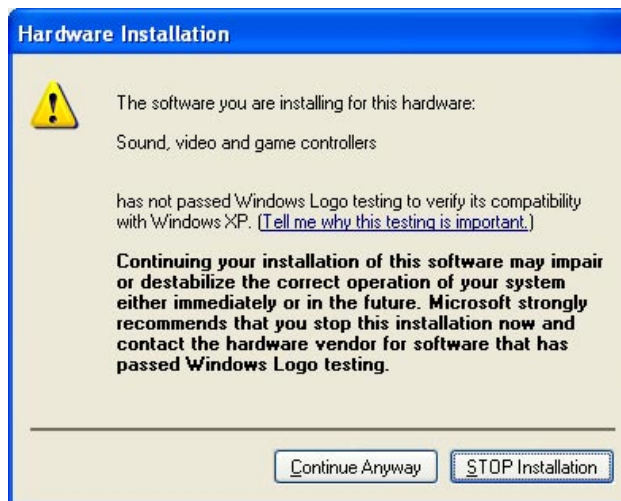 Hardware Installation
The software you are installing for this hardware:
Sound, video and game controllers
has not passed Windows Logo testing to verify its compatibility
with Windows XP. (Tell me why this testing is important.)
Continuing your installation of this software may impair
or destabilize the correct operation of your system
either immediately or in the future. Microsoft strongly
recommends that you stop this installation now and
contact the hardware vendor for software that has
passed Windows Logo testing.
Continue Anyway
STOP Installation